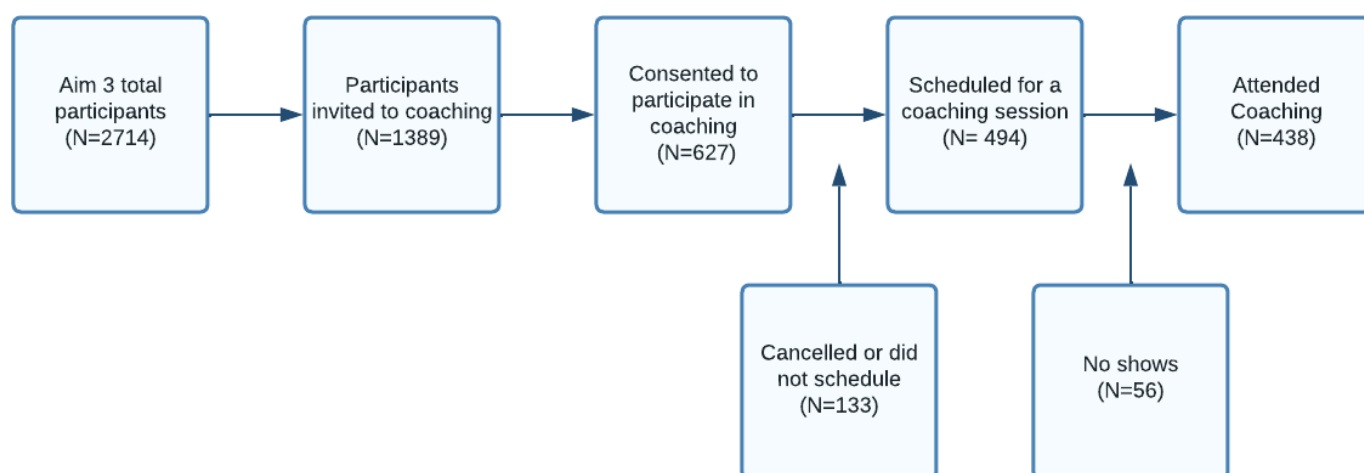 Aim 3 total
participants
(N=2714)
Participants
invited to coaching
(N=1389)
Consented to
participate in
coaching
(N=627)
Scheduled for a
coaching session
(N= 494)
Attended
Coaching
(N=438)
Cancelled or did
not schedule
(N=133)
No shows
(N=56)